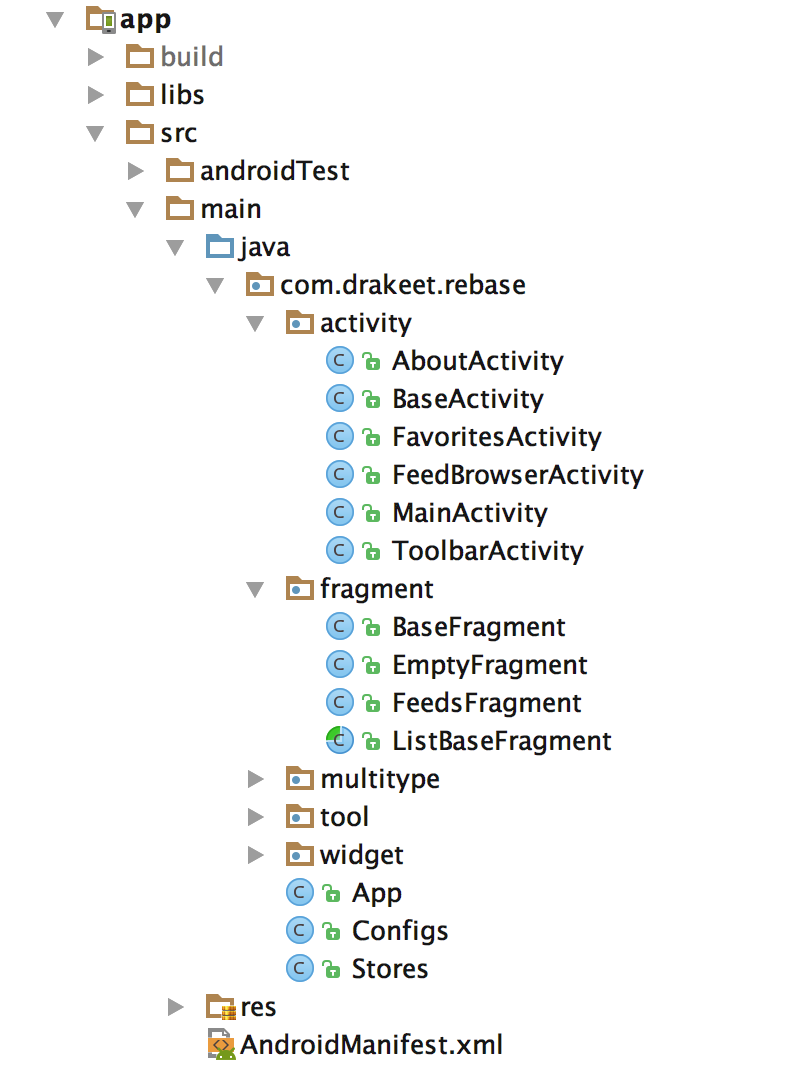 app
build
libs
src
androidTest
main
java
com.drakeet.rebase
activity
AboutActivity
BaseActivity
FavoritesActivity
FeedBrowserActivity
MainActivity
ToolbarActivity
fragment
BaseFragment
EmptyFragment
FeedsFragment
ListBaseFragment
multitype
tool
widget
App
Configs
Stores
res
AndroidManifest.xml